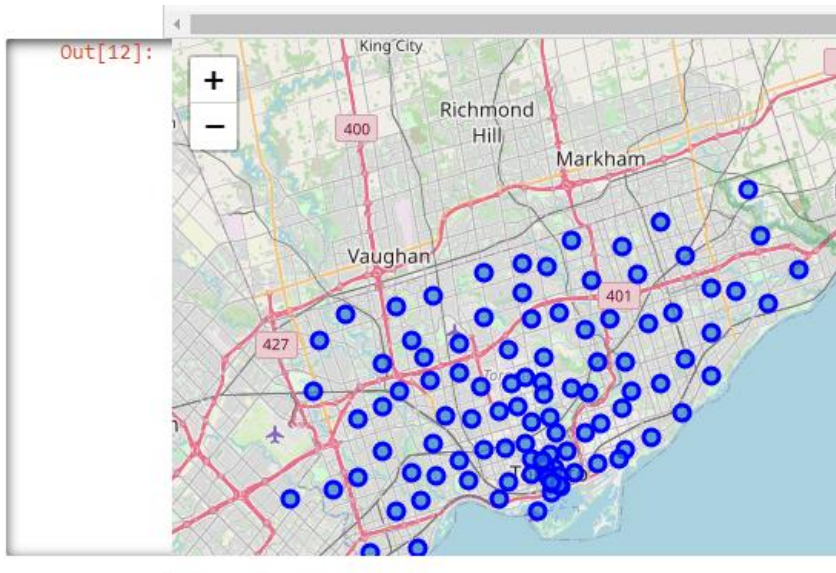 Out[12]:
King City
+
−
Richmond
Hill
400
Markham
Vaughan
401
427